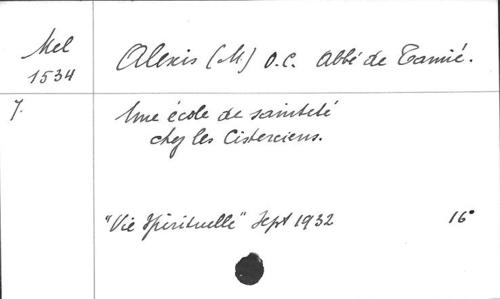 Mel
1534
Alexis (M.) O.C. Abbé de Tamié.
7.
Une école de sainteté
chez les Cisterciens.
"Vie Spirituelle" Sept 1932
16°